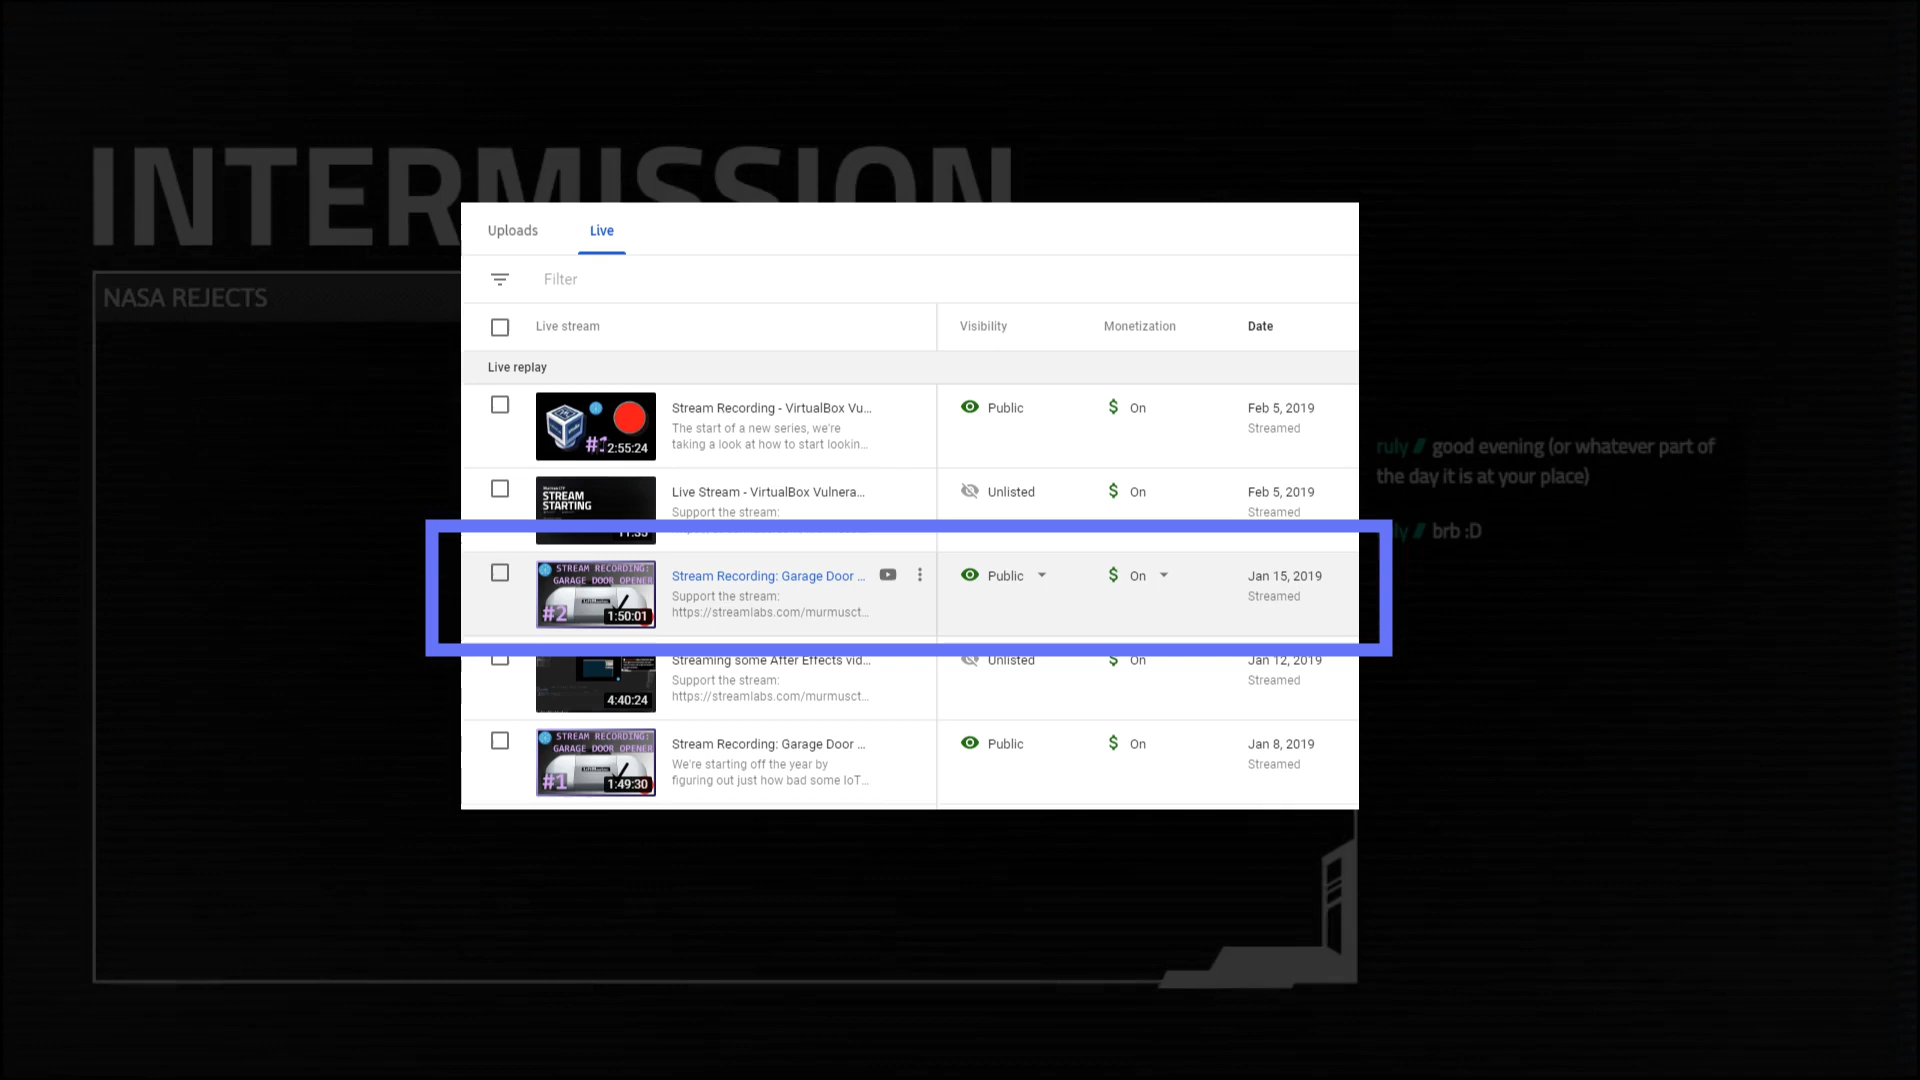 INTERMISSION
NASA REJECTS
Uploads Live
Filter
Live stream Visibility Monetization Date
Live replay
#1 2:55:24
Stream Recording - VirtualBox Vu...
The start of a new series, we're
taking a look at how to start lookin...
Public $ On Feb 5, 2019
Streamed
STREAM
STARTING
11:35
Live Stream - VirtualBox Vulnera...
Support the stream:
Unlisted $ On Feb 5, 2019
Streamed
STREAM RECORDING:
GARAGE DOOR OPENER
#2 1:50:01
Stream Recording: Garage Door ...
Support the stream:
https://streamlabs.com/murmusct...
Public $ On Jan 15, 2019
Streamed
4:40:24
Streaming some After Effects vid...
Support the stream:
https://streamlabs.com/murmusct...
Unlisted $ On Jan 12, 2019
Streamed
STREAM RECORDING:
GARAGE DOOR OPENER
#1 1:49:30
Stream Recording: Garage Door ...
We're starting off the year by
figuring out just how bad some IoT...
Public $ On Jan 8, 2019
Streamed
ruly // good evening (or whatever part of
the day it is at your place)
ly // brb :D